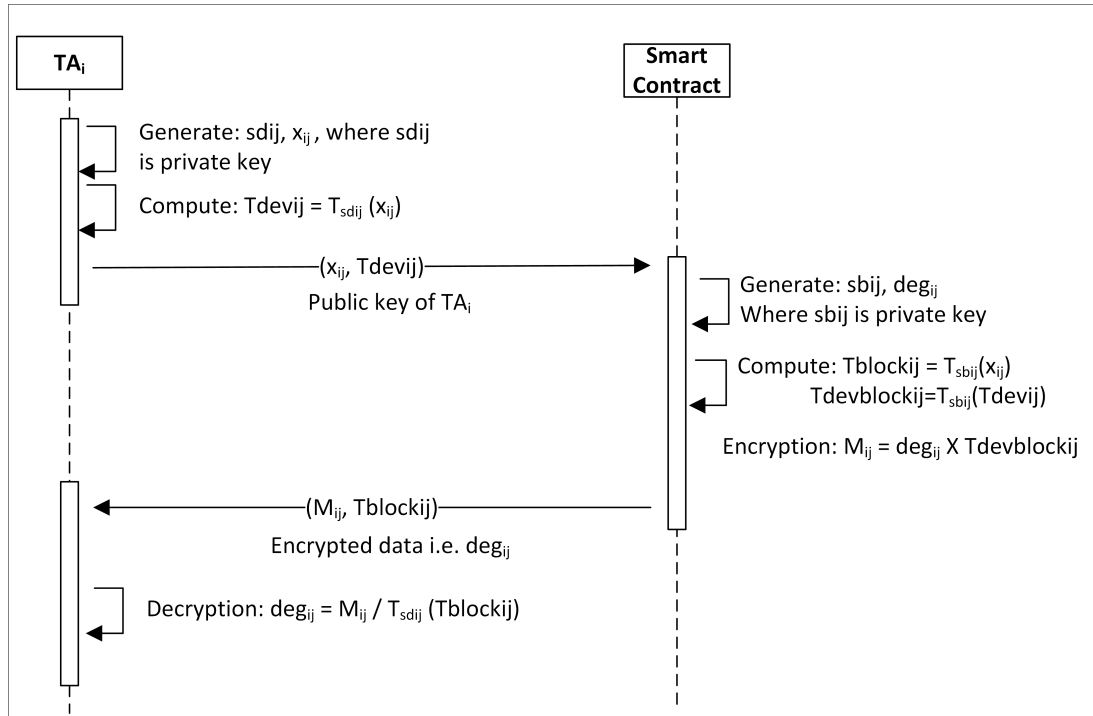 TAi
Smart
Contract
Generate: sdij, xij , where sdij
is private key
Compute: Tdevij = Tsdij (xij)
(xij, Tdevij)
Public key of TAi
Generate: sbij, degij
Where sbij is private key
Compute: Tblockij = Tsbij(xij)
Tdevblockij=Tsbij(Tdevij)
Encryption: Mij = degij X Tdevblockij
(Mij, Tblockij)
Encrypted data i.e. degij
Decryption: degij = Mij / Tsdij (Tblockij)